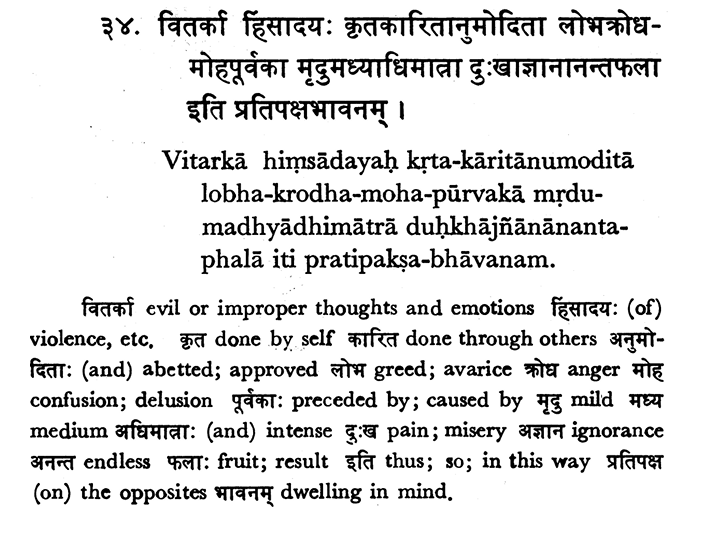 ३४. वितर्का हिंसादयः कृतकारितानुमोदिता लोभक्रोध-
मोहपूर्वका मृदुमध्याधिमात्रा दुःखाज्ञानानन्तफला
इति प्रतिपक्षभावनम् ।
Vitarkā hiṃsādayaḥ kṛta-kāritānumoditā
lobha-krodha-moha-pūrvakā mṛdu-
madhyādhimātrā duḥkhājñānānanta-
phalā iti pratipakṣa-bhāvanam.
वितर्का evil or improper thoughts and emotions हिंसादयः (of)
violence, etc. कृत done by self कारित done through others अनुमो-
दिताः (and) abetted; approved लोभ greed; avarice क्रोध anger मोह
confusion; delusion पूर्वकाः preceded by; caused by मृदु mild मध्य
medium अधिमात्राः (and) intense दुःख pain; misery अज्ञान ignorance
अनन्त endless फलाः fruit; result इति thus; so; in this way प्रतिपक्ष
(on) the opposites भावनम् dwelling in mind.